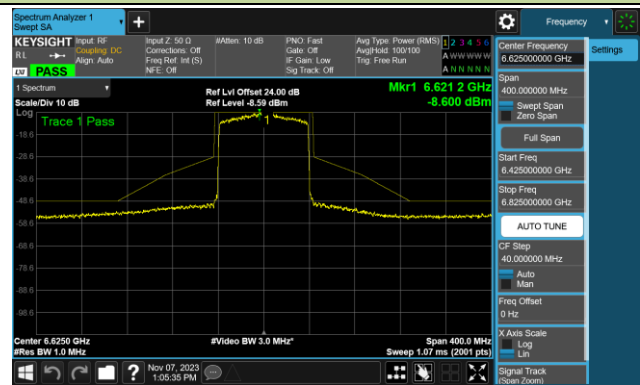 Spectrum Analyzer 1
Swept SA
Frequency
KEYSIGHT
Input: RF
Coupling: DC
Align: Auto
Input Z: 50 Ω
Corrections: Off
Freq Ref: Int (S)
NFE: Off
#Atten: 10 dB
PNO: Fast
Gate: Off
IF Gain: Low
Sig Track: Off
Avg Type: Power (RMS)
Avg|Hold: 100/100
Trig: Free Run
1 2 3 4 5 6
A W W W W W
A N N N N N
RL
LXI
PASS
1 Spectrum
Scale/Div 10 dB
Ref Lvl Offset 24.00 dB
Ref Level -8.59 dBm
Mkr1 6.621 2 GHz
-8.600 dBm
Log
Trace 1 Pass
1
-18.6
-28.6
-38.6
-48.6
-58.6
-68.6
-78.6
-88.6
-98.6
Center 6.6250 GHz
#Res BW 1.0 MHz
#Video BW 3.0 MHz*
Span 400.0 MHz
Sweep 1.07 ms (2001 pts)
Nov 07, 2023
1:05:35 PM
Settings
Center Frequency
6.625000000 GHz
Span
400.000000 MHz
Swept Span
Zero Span
Full Span
Start Freq
6.425000000 GHz
Stop Freq
6.825000000 GHz
AUTO TUNE
CF Step
40.000000 MHz
Auto
Man
Freq Offset
0 Hz
X Axis Scale
Log
Lin
Signal Track
(Span Zoom)